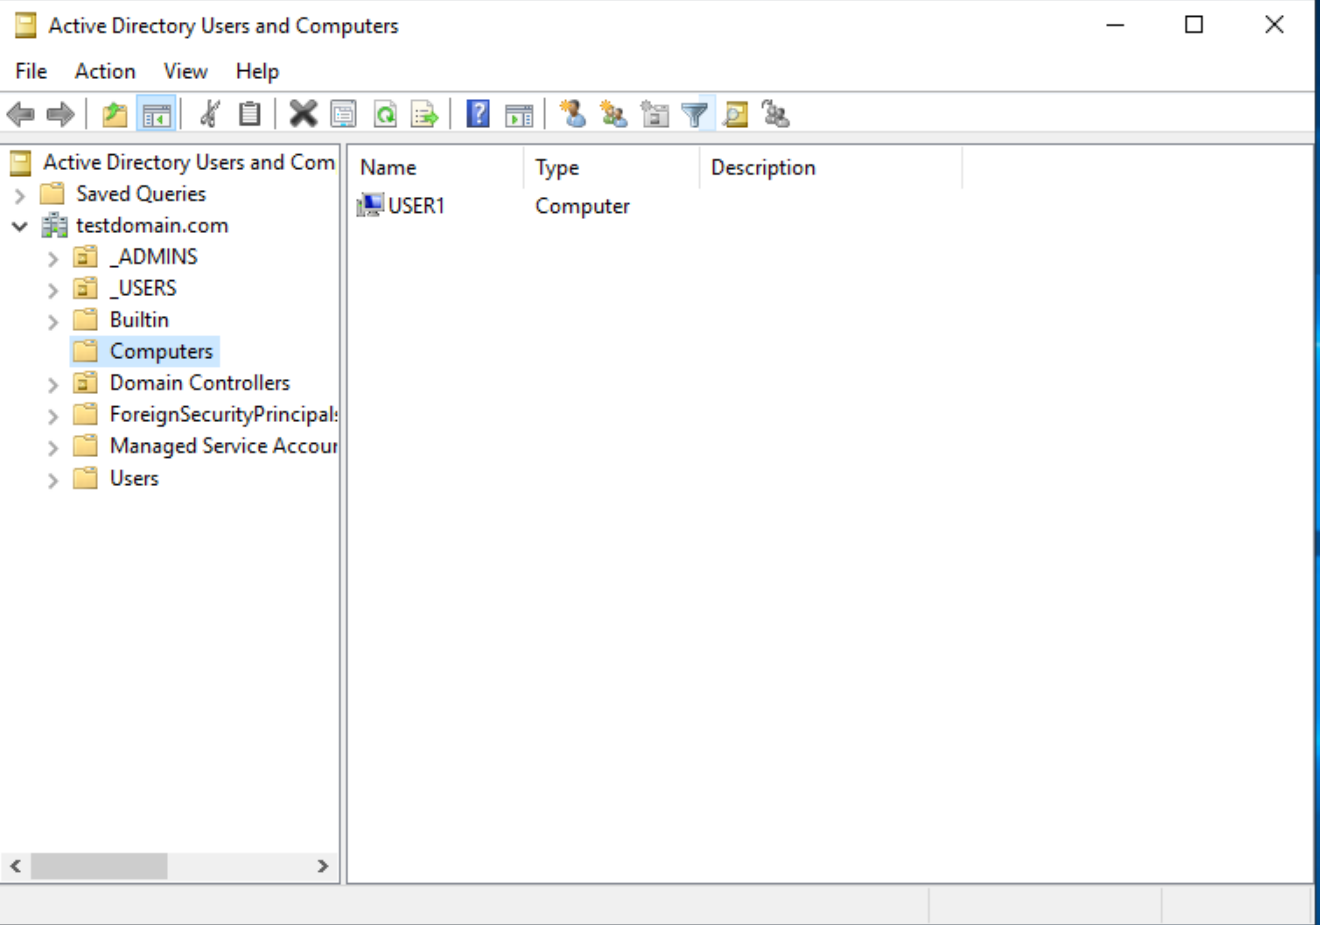 Active Directory Users and Computers
File Action View Help
Active Directory Users and Com
Saved Queries
testdomain.com
_ADMINS
_USERS
Builtin
Computers
Domain Controllers
ForeignSecurityPrincipals
Managed Service Accour
Users
Name Type Description
USER1 Computer